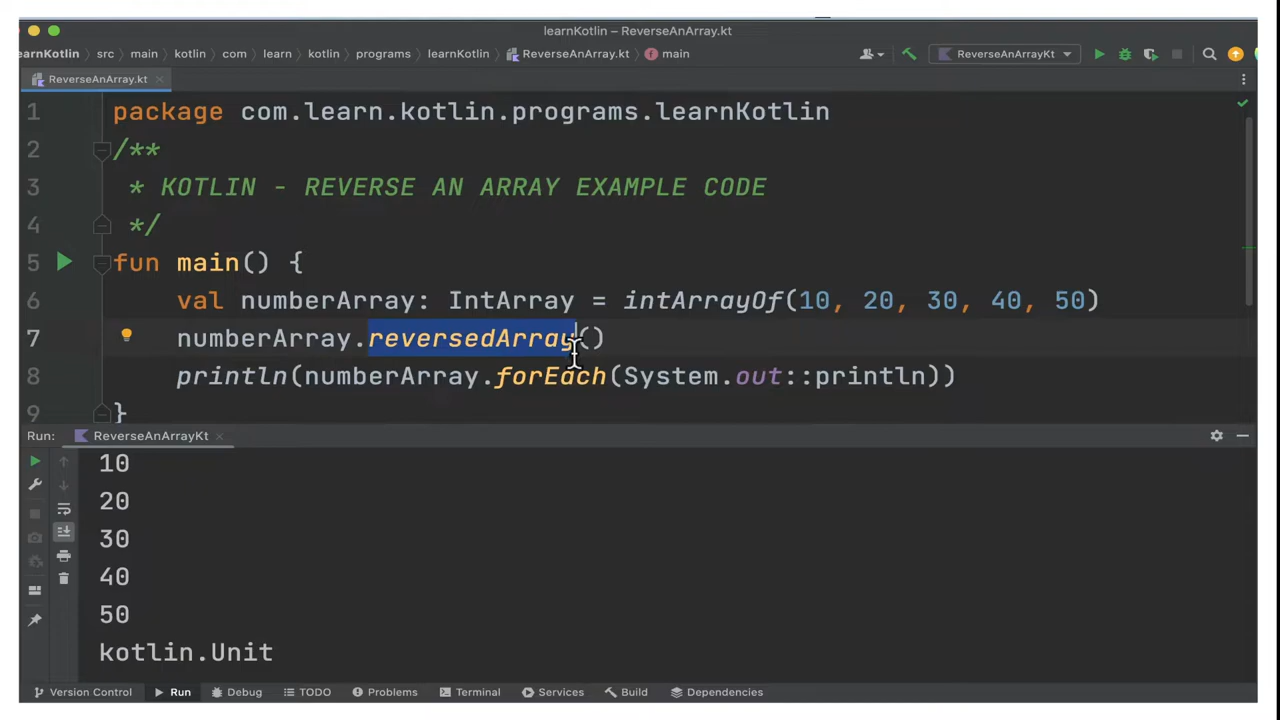 learnKotlin – ReverseAnArray.kt
earnKotlin › src › main › kotlin › com › learn › kotlin › programs › learnKotlin › ReverseAnArray.kt › main
ReverseAnArrayKt
ReverseAnArray.kt
1 package com.learn.kotlin.programs.learnKotlin
2 /**
3 * KOTLIN - REVERSE AN ARRAY EXAMPLE CODE
4 */
5 fun main() {
6 val numberArray: IntArray = intArrayOf(10, 20, 30, 40, 50)
7 numberArray.reversedArray()
8 println(numberArray.forEach(System.out::println))
9 }
Run: ReverseAnArrayKt
10
20
30
40
50
kotlin.Unit
Version Control Run Debug TODO Problems Terminal Services Build Dependencies